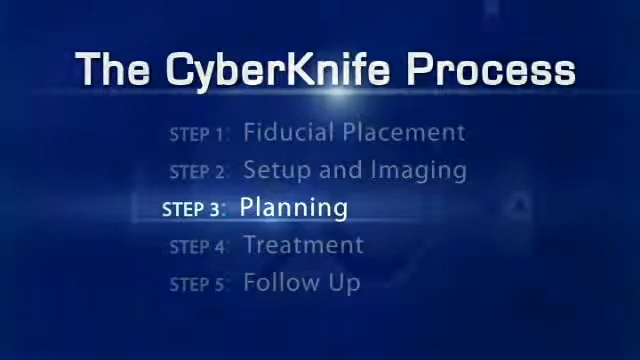 The CyberKnife Process
STEP 1: Fiducial Placement
STEP 2: Setup and Imaging
STEP 3: Planning
STEP 4: Treatment
STEP 5: Follow Up